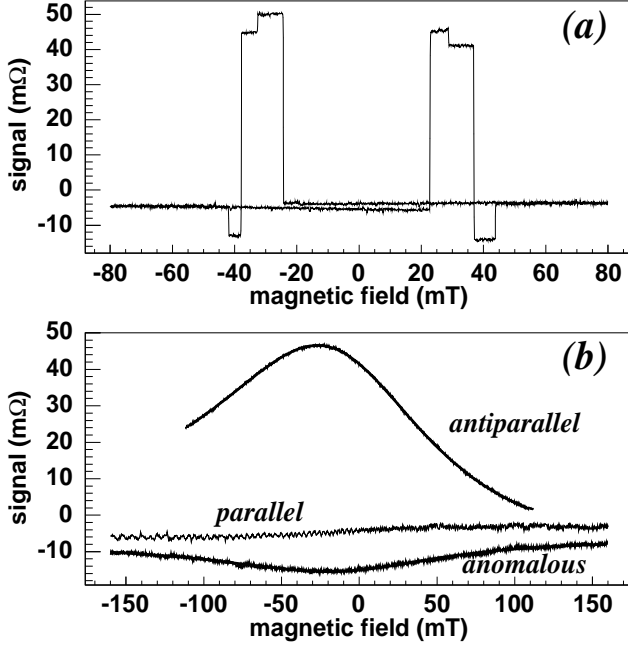 (a)
signal (mΩ)
50
40
30
20
10
0
-10
-80 -60 -40 -20 0 20 40 60 80
magnetic field (mT)
(b)
signal (mΩ)
50
40
30
20
10
0
-10
antiparallel
parallel
anomalous
-150 -100 -50 0 50 100 150
magnetic field (mT)